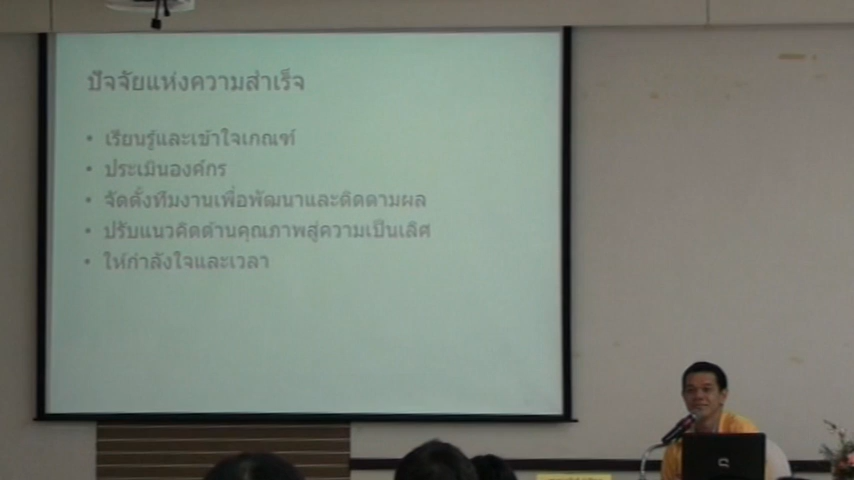 ปัจจัยแห่งความสำเร็จ
• เรียนรู้และเข้าใจเกณฑ์
• ประเมินองค์กร
• จัดตั้งทีมงานเพื่อพัฒนาและติดตามผล
• ปรับแนวคิดด้านคุณภาพสู่ความเป็นเลิศ
• ให้กำลังใจและเวลา